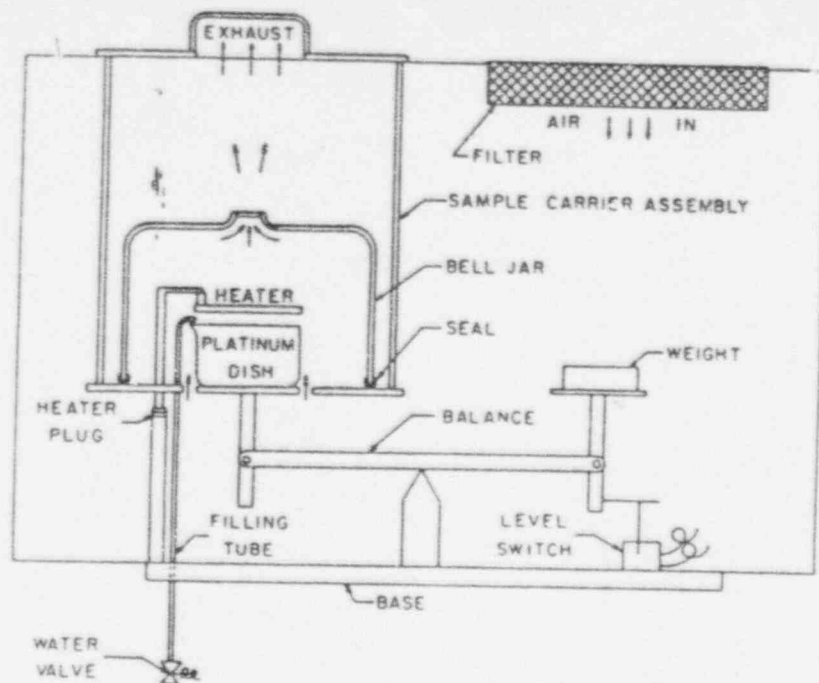 EXHAUST
AIR IN
FILTER
SAMPLE CARRIER ASSEMBLY
BELL JAR
HEATER
SEAL
PLATINUM
DISH
WEIGHT
HEATER
PLUG
BALANCE
FILLING
TUBE
LEVEL
SWITCH
BASE
WATER
VALVE